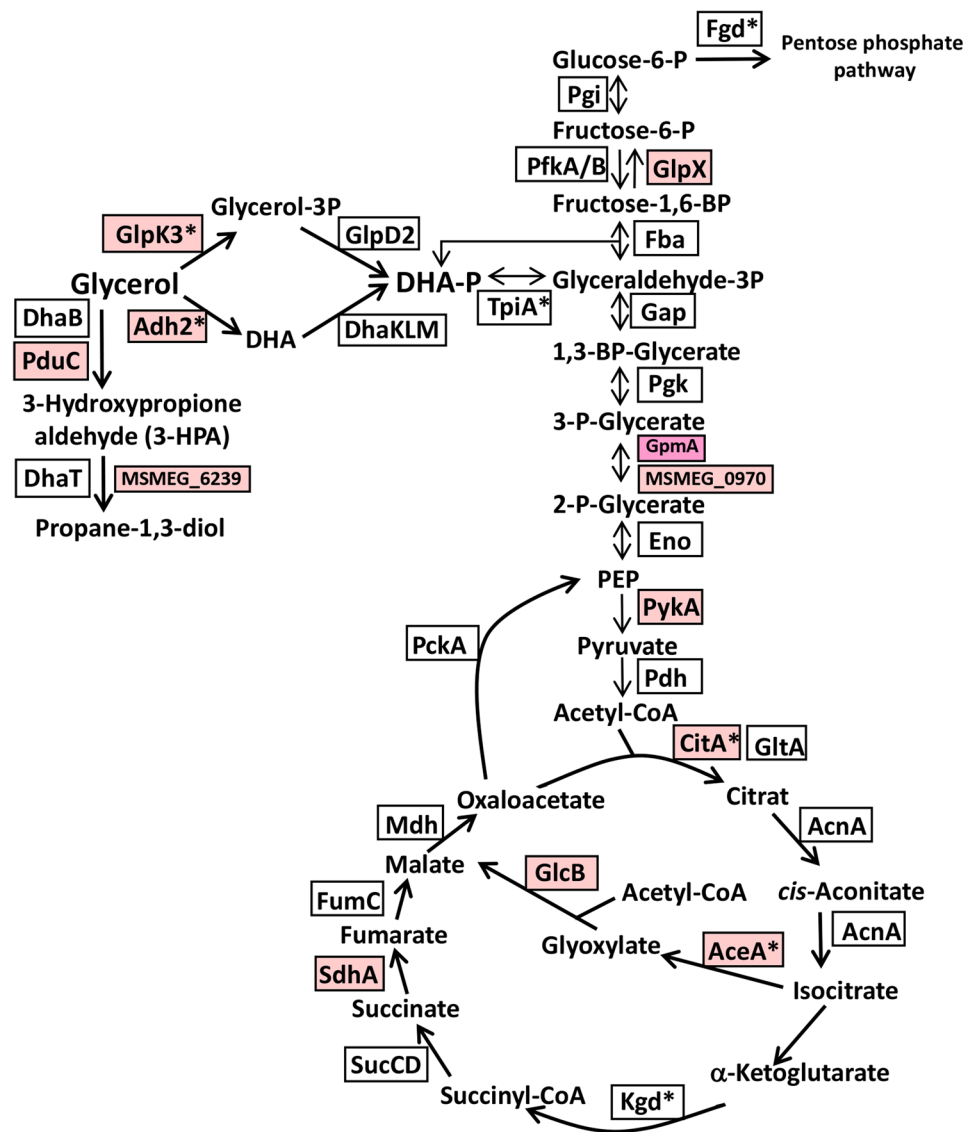 Fgd*
Glucose-6-P
Pentose phosphate
pathway
Pgi
Fructose-6-P
PfkA/B
GlpX
Fructose-1,6-BP
Glycerol-3P
GlpK3*
GlpD2
Fba
Glycerol
DHA-P
Glyceraldehyde-3P
DhaB
Adh2*
DHA
DhaKLM
TpiA*
Gap
PduC
1,3-BP-Glycerate
Pgk
3-Hydroxypropione
aldehyde (3-HPA)
3-P-Glycerate
GpmA
DhaT
MSMEG_6239
MSMEG_0970
2-P-Glycerate
Propane-1,3-diol
Eno
PEP
PykA
PckA
Pyruvate
Pdh
Acetyl-CoA
CitA*
GltA
Oxaloacetate
Citrat
Mdh
AcnA
Malate
GlcB
Acetyl-CoA
cis-Aconitate
FumC
Fumarate
Glyoxylate
AceA*
AcnA
SdhA
Isocitrate
Succinate
SucCD
α-Ketoglutarate
Succinyl-CoA
Kgd*